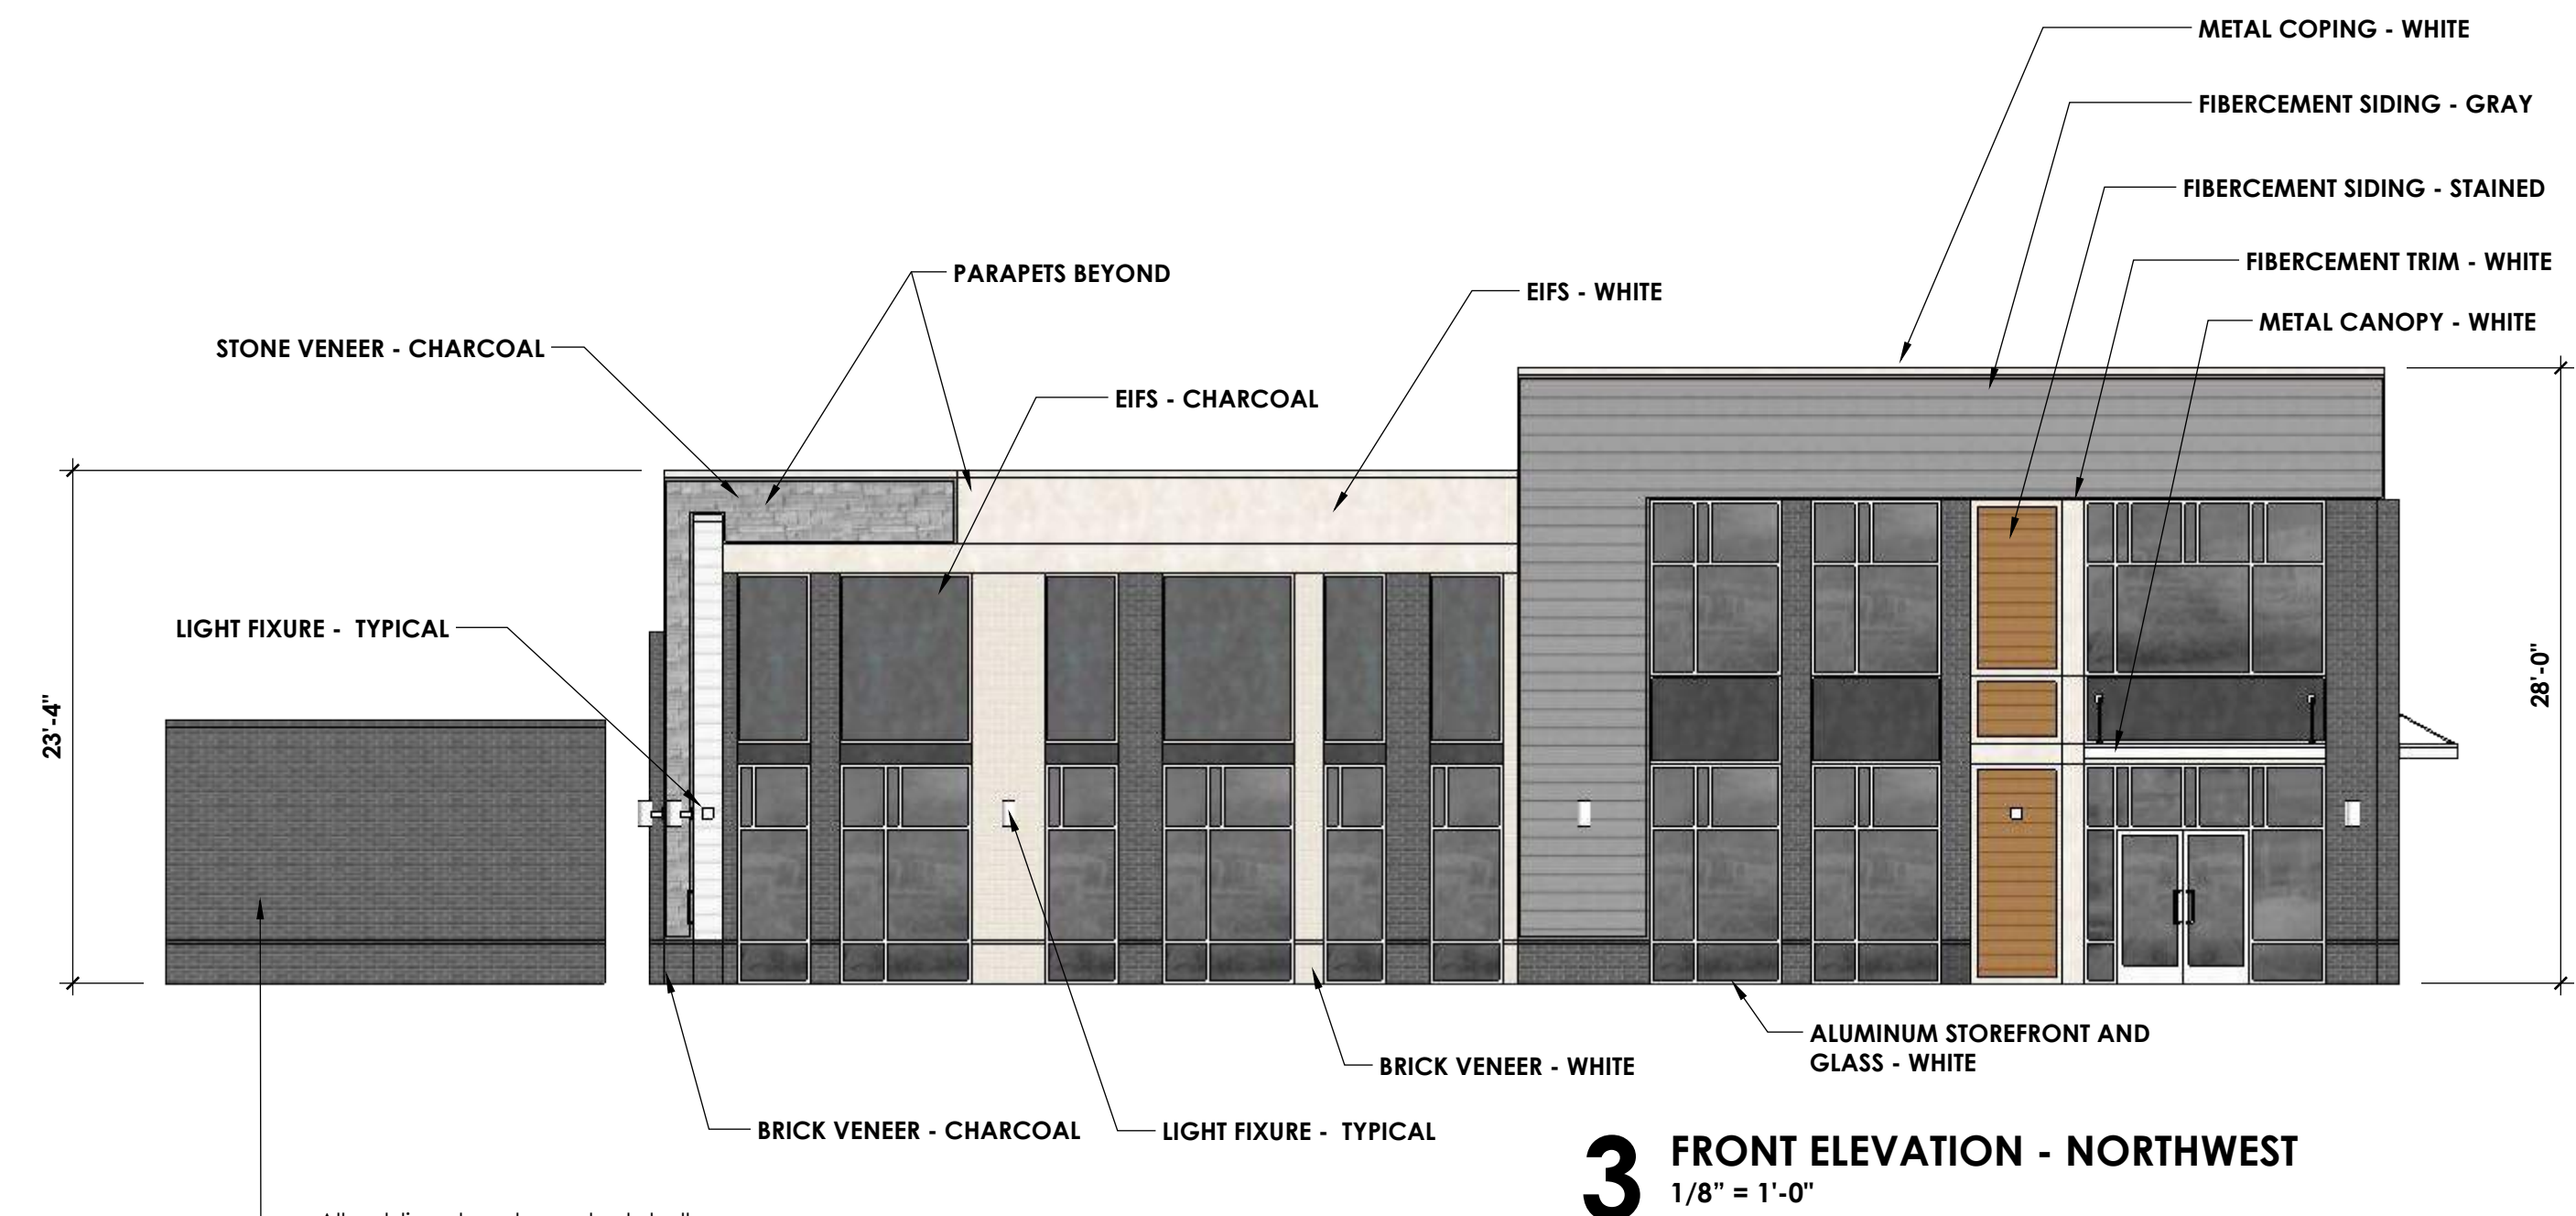 METAL COPING - WHITE
FIBERCEMENT SIDING - GRAY
FIBERCEMENT SIDING - STAINED
FIBERCEMENT TRIM - WHITE
PARAPETS BEYOND
EIFS - WHITE
METAL CANOPY - WHITE
STONE VENEER - CHARCOAL
EIFS - CHARCOAL
LIGHT FIXTURE - TYPICAL
23'-4"
28'-0"
ALUMINUM STOREFRONT AND
GLASS - WHITE
BRICK VENEER - WHITE
BRICK VENEER - CHARCOAL
LIGHT FIXURE - TYPICAL
3 FRONT ELEVATION - NORTHWEST
1/8" = 1'-0"